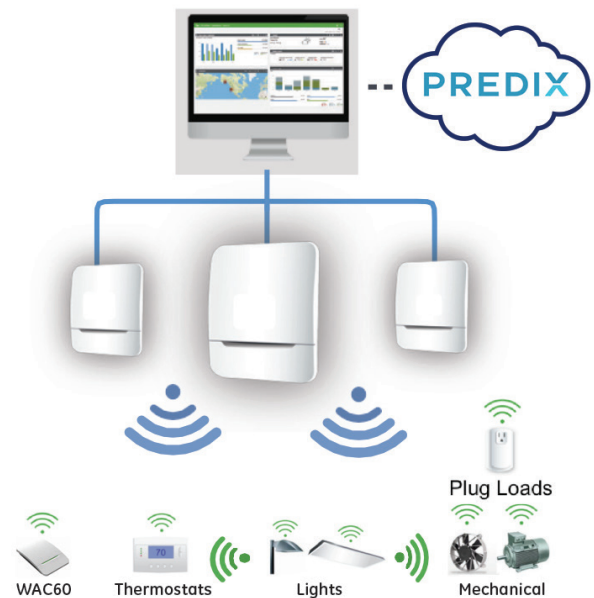 PREDIX
Plug Loads
70
WAC60
Thermostats
Lights
Mechanical